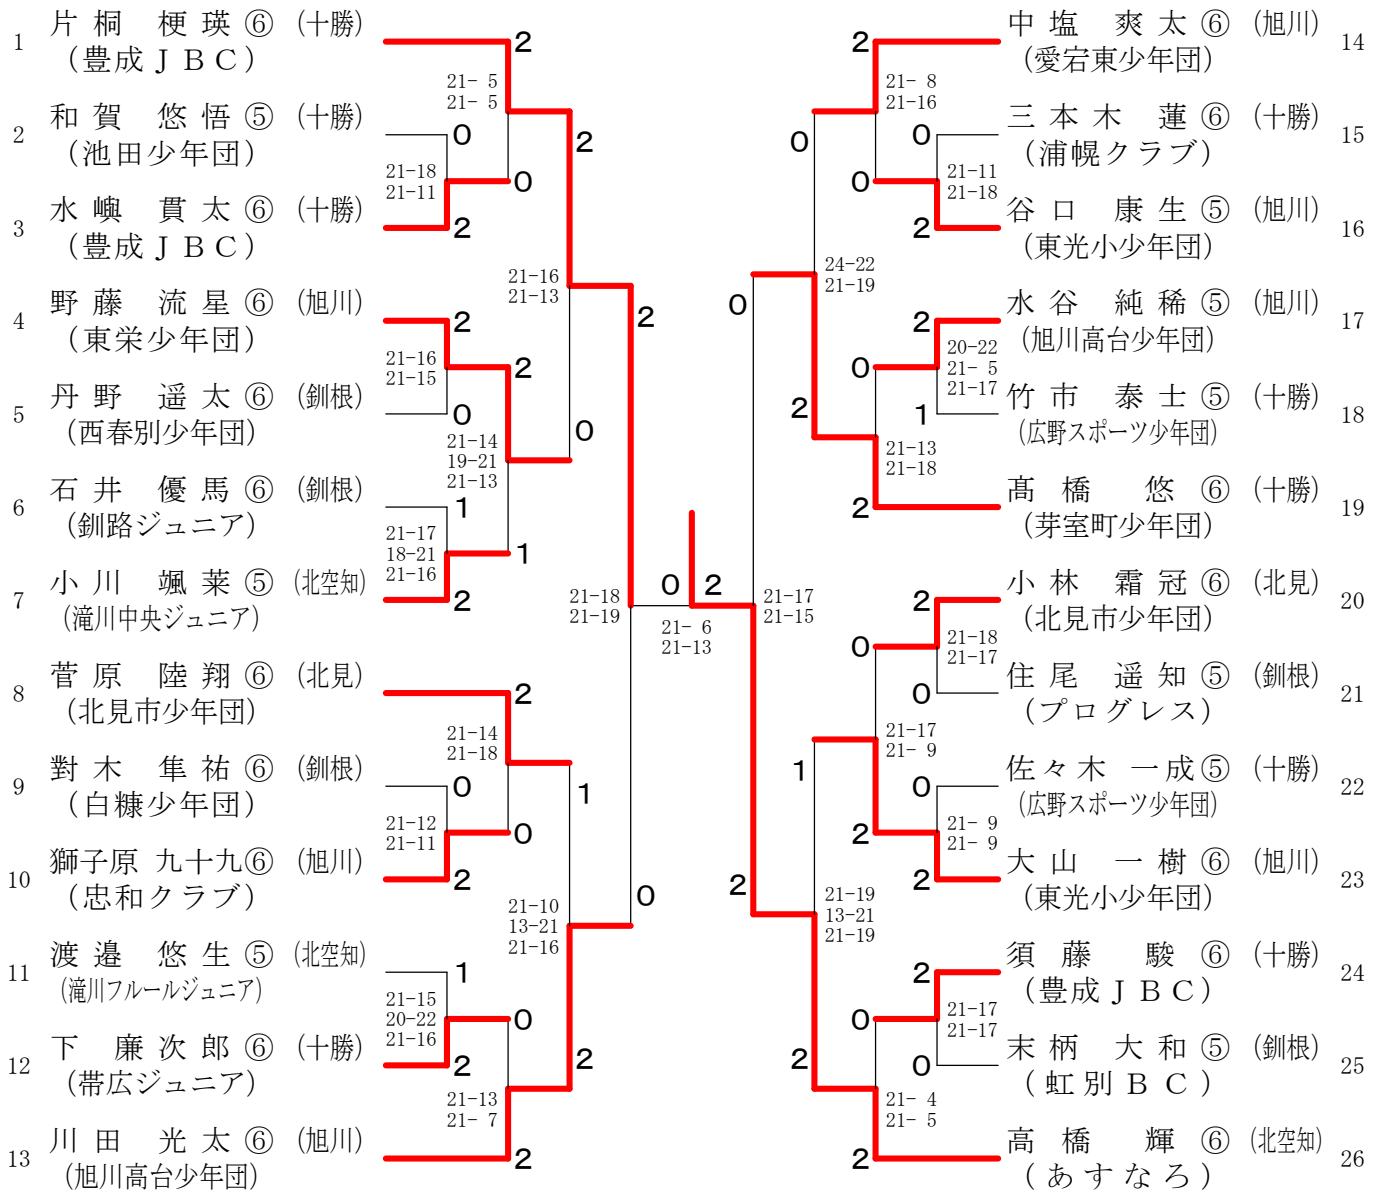 1 片桐 梗瑛⑥ (十勝)
(豊成ＪＢＣ)
2 和賀 悠悟⑤ (十勝)
(池田少年団)
3 水嶼 貫太⑥ (十勝)
(豊成ＪＢＣ)
4 野藤 流星⑥ (旭川)
(東栄少年団)
5 丹野 遥太⑥ (釧根)
(西春別少年団)
6 石井 優馬⑥ (釧根)
(釧路ジュニア)
7 小川 颯菜⑤ (北空知)
(滝川中央ジュニア)
8 菅原 陸翔⑥ (北見)
(北見市少年団)
9 對木 隼祐⑥ (釧根)
(白糠少年団)
10 獅子原 九十九⑥ (旭川)
(忠和クラブ)
11 渡邉 悠生⑤ (北空知)
(滝川フルールジュニア)
12 下 廉次郎⑥ (十勝)
(帯広ジュニア)
13 川田 光太⑥ (旭川)
(旭川高台少年団)
2
21- 5
21- 5
0
0
21-18
21-11
2
2
21-16
21-13
0
2
21-16
21-15
0
2
21-14
19-21
21-13
1
1
21-17
18-21
21-16
2
2
21-18
21-19
0
2
21-14
21-18
0
0
21-12
21-11
2
1
21-10
13-21
21-16
2
1
21-15
20-22
21-16
2
0
21-13
21- 7
2
0 2
21- 6
21-13
2
21- 8
21-16
0
0
21-11
21-18
2
0
24-22
21-19
2
2
20-22
21- 5
21-17
1
0
21-13
21-18
2
0
21-17
21-15
2
2
21-18
21-17
0
0
21-17
21- 9
2
0
21- 9
21- 9
2
1
21-19
13-21
21-19
2
2
21-17
21-17
0
0
21- 4
21- 5
2
中塩 爽太⑥ (旭川) 14
(愛宕東少年団)
三本木 蓮⑥ (十勝) 15
(浦幌クラブ)
谷口 康生⑤ (旭川) 16
(東光小少年団)
水谷 純稀⑤ (旭川) 17
(旭川高台少年団)
竹市 泰士⑤ (十勝) 18
(広野スポーツ少年団)
髙橋 悠⑥ (十勝) 19
(芽室町少年団)
小林 霜冠⑥ (北見) 20
(北見市少年団)
住尾 遥知⑤ (釧根) 21
(プログレス)
佐々木 一成⑤ (十勝) 22
(広野スポーツ少年団)
大山 一樹⑥ (旭川) 23
(東光小少年団)
須藤 駿⑥ (十勝) 24
(豊成ＪＢＣ)
末柄 大和⑤ (釧根) 25
(虹別ＢＣ)
高橋 輝⑥ (北空知) 26
(あすなろ)